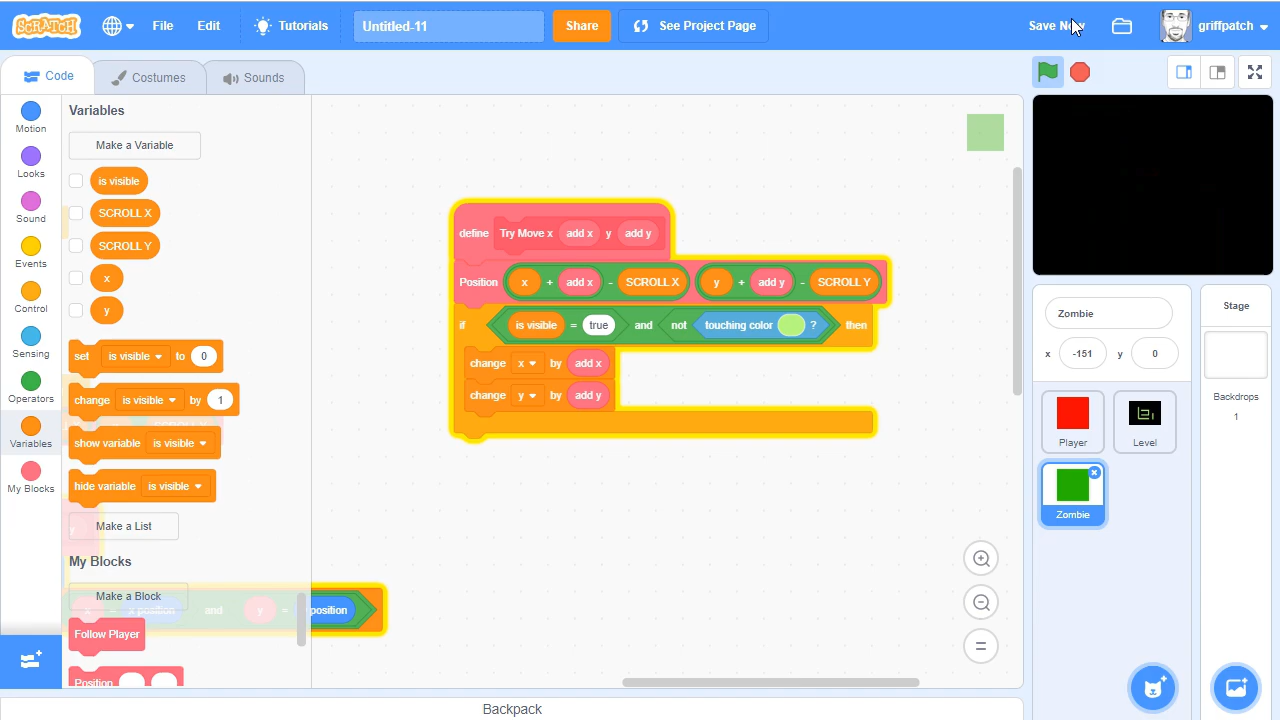 SCRATCH File Edit Tutorials Untitled-11 Share See Project Page Save Now griffpatch
Code Costumes Sounds
Motion
Looks
Sound
Events
Control
Sensing
Operators
Variables
My Blocks
Variables
Make a Variable
is visible
SCROLL X
SCROLL Y
x
y
set is visible to 0
change is visible by 1
show variable is visible
hide variable is visible
Make a List
My Blocks
Make a Block
Follow Player
Position
define Try Move x add x y add y
Position x + add x - SCROLL X y + add y - SCROLL Y
if is visible = true and not touching color ? then
change x by add x
change y by add y
x = x position and y = position
Zombie
x -151 y 0
Player
Level
Zombie
Stage
Backdrops
1
Backpack